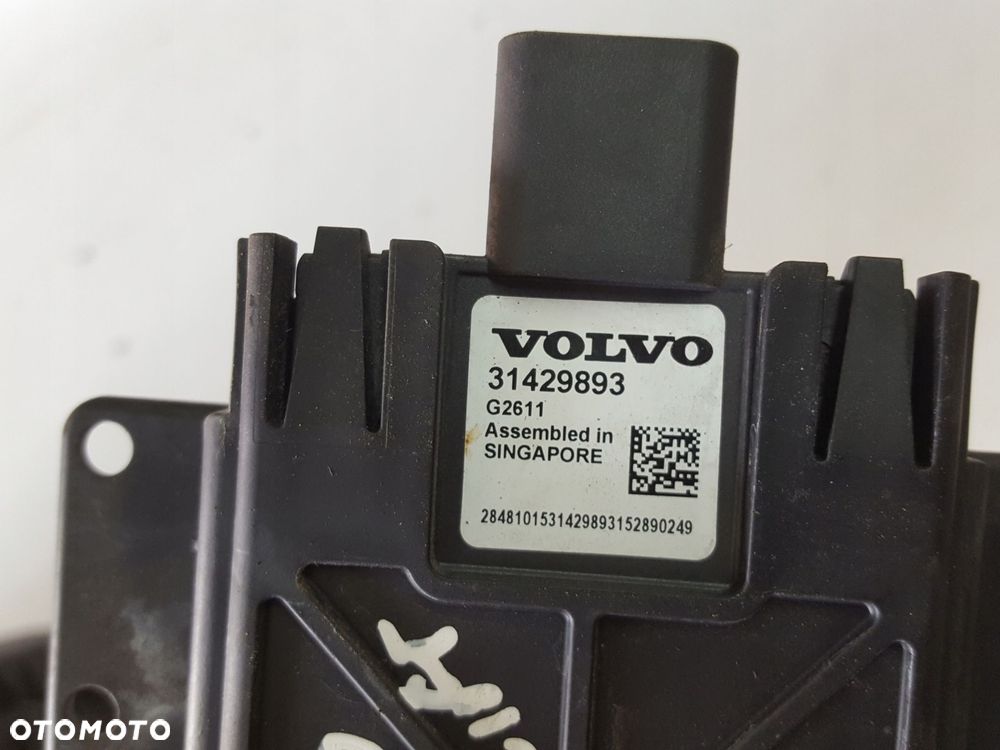 VOLVO
31429893
G2611
Assembled in
SINGAPORE
2848101531429893152890249
OTOMOTO